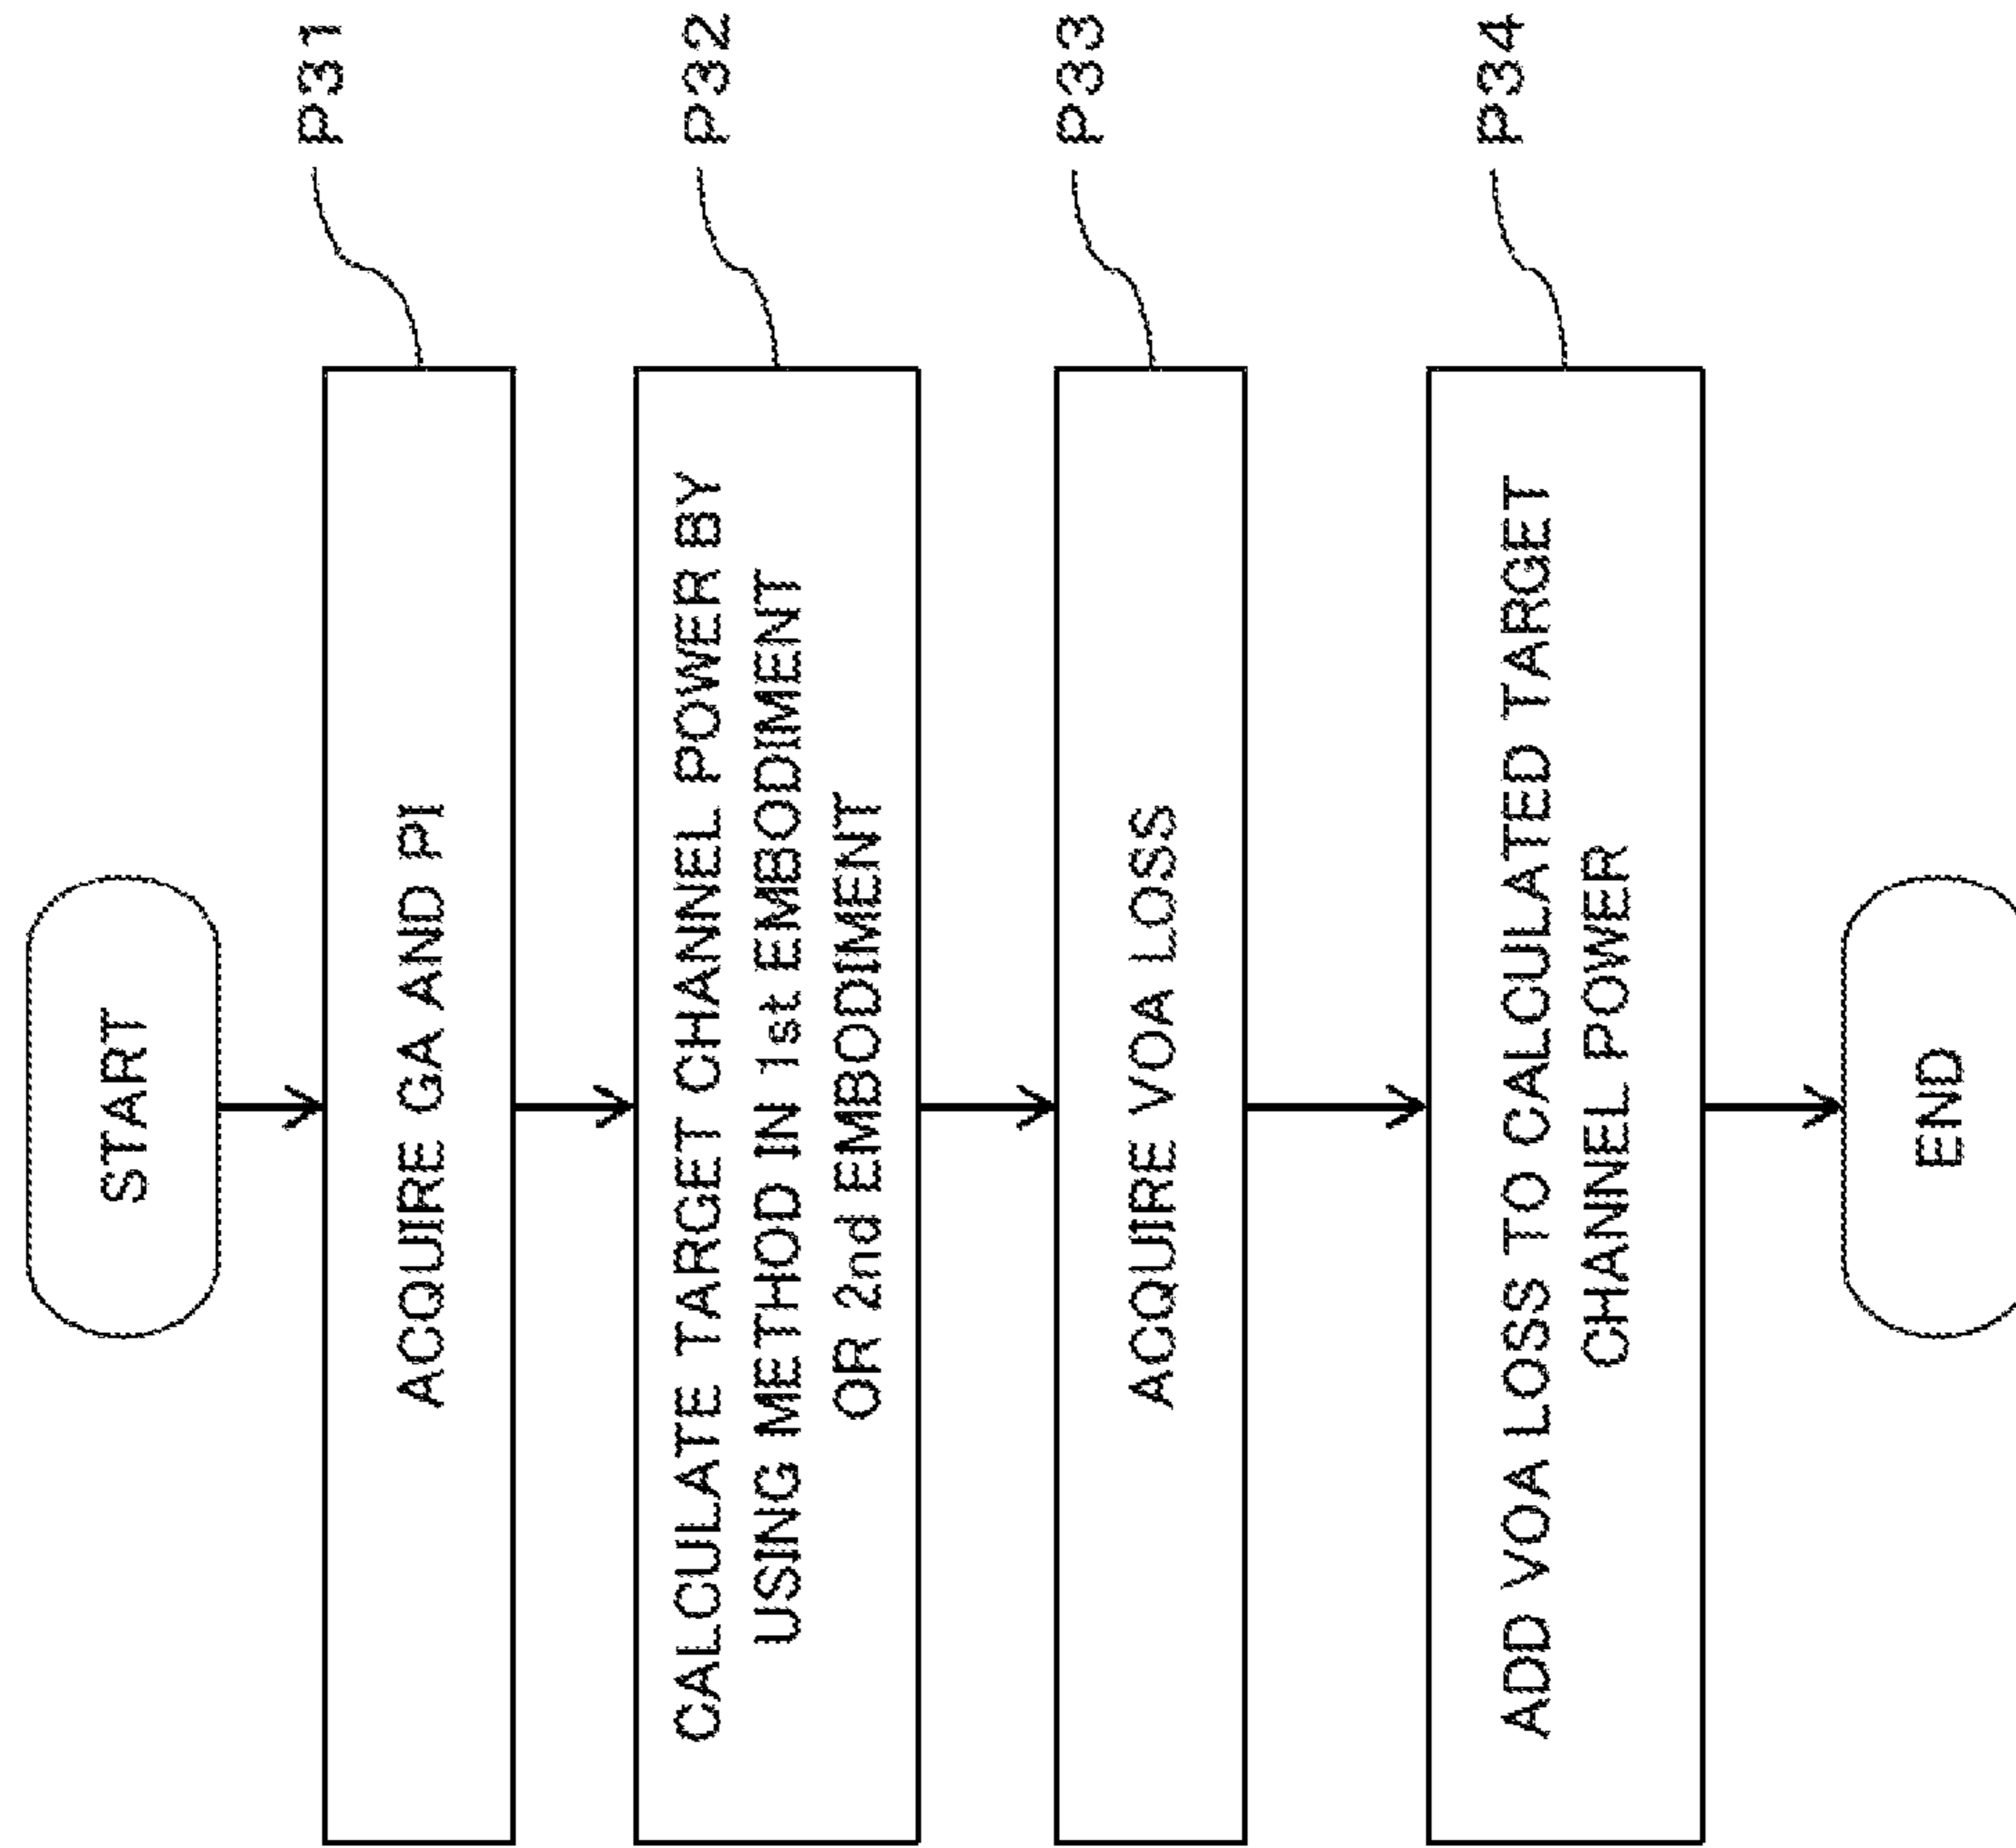 START
ACQUIRE GA AND PI
P31
CALCULATE TARGET CHANNEL POWER BY
USING METHOD IN 1st EMBODIMENT
OR 2nd EMBODIMENT
P32
ACQUIRE VOA LOSS
P33
ADD VOA LOSS TO CALCULATED TARGET
CHANNEL POWER
P34
END